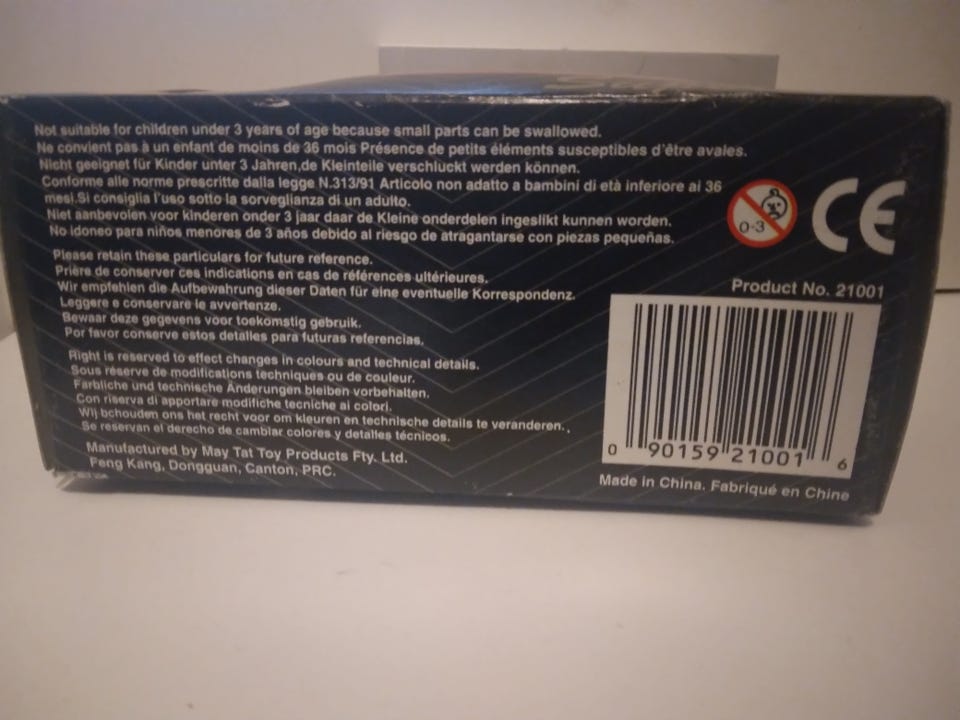 Not suitable for children under 3 years of age because small parts can be swallowed.
Ne convient pas à un enfant de moins de 36 mois Présence de petits éléments susceptibles d'être avales.
Nicht geeignet für Kinder unter 3 Jahren,de Kleinteile verschluckt werden können.
Conforme alle norme prescritte dalla legge N.313/91 Articolo non adatto a bambini di età inferiore ai 36
mesi.Si consiglia l'uso sotto la sorveglianza di un adulto.
Niet aanbevolen voor kinderen onder 3 jaar daar de Kleine onderdelen ingeslikt kunnen worden.
No idoneo para niños menores de 3 años debido al riesgo de atragantarse con piezas pequeñas.
0-3
CE
Please retain these particulars for future reference.
Prière de conserver ces indications en cas de références ultérieures.
Wir empfehlen die Aufbewahrung dieser Daten für eine eventuelle Korrespondenz.
Leggere e conservare le avvertenze.
Bewaar deze gegevens voor toekomstig gebruik.
Por favor conserve estos detalles para futuras referencias.
Product No. 21001
Right is reserved to effect changes in colours and technical details.
Sous réserve de modifications techniques ou de couleur.
Farbliche und technische Änderungen bleiben vorbehalten.
Con riserva di apportare modifiche tecniche ai colori.
Wij bchouden ons het recht voor om kleuren en technische details te veranderen.
Se reservan el derecho de cambiar colores y detalles técnicos.
Manufactured by May Tat Toy Products Fty. Ltd.
Feng Kang, Dongguan, Canton, PRC.
0 90159 21001 6
Made in China. Fabriqué en Chine